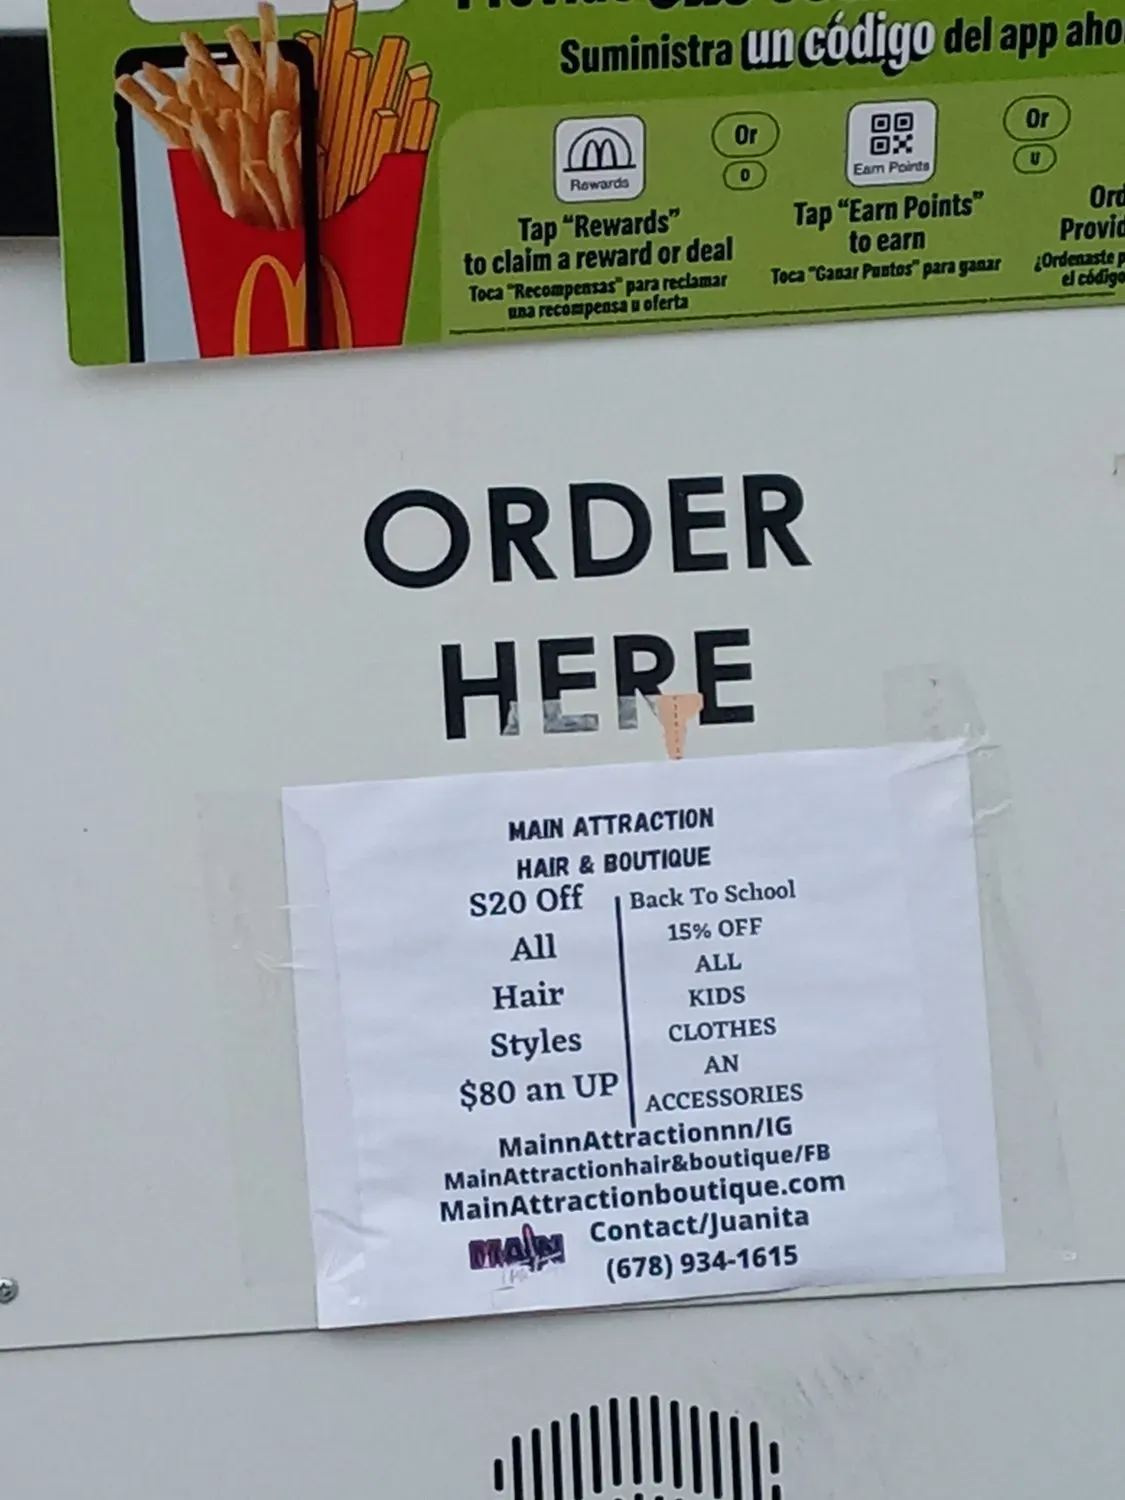 Suministra un código del app
Rewards
Or
O
Earn Points
Or
U
Tap "Rewards"
to claim a reward or deal
Toca "Recompensas" para reclamar
una recompensa u oferta
Tap "Earn Points"
to earn
Toca "Ganar Puntos" para ganar
¿Ordenaste
el código
ORDER
HERE
MAIN ATTRACTION
HAIR & BOUTIQUE
S20 Off
All
Hair
Styles
$80 an UP
Back To School
15% OFF
ALL
KIDS
CLOTHES
AN
ACCESSORIES
MainnAttractionnn/IG
MainAttractionhair&boutique/FB
MainAttractionboutique.com
MAIN
Contact/Juanita
(678) 934-1615